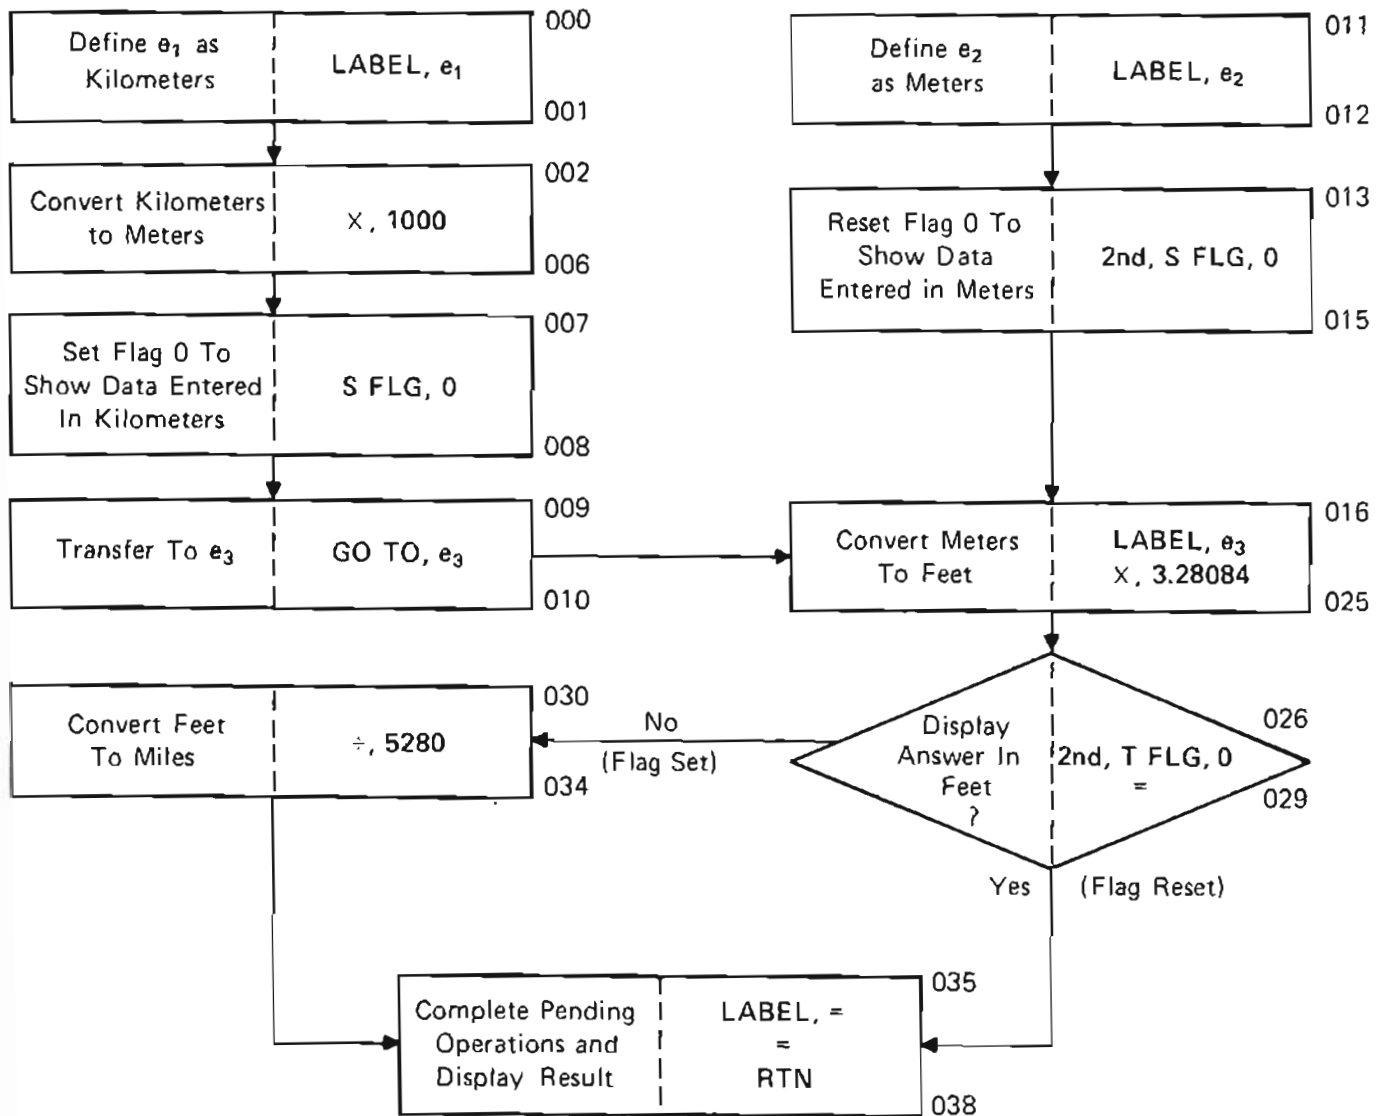 Define e₁ as
Kilometers
LABEL, e₁
000
001
Convert Kilometers
to Meters
X, 1000
002
006
Set Flag 0 To
Show Data Entered
In Kilometers
S FLG, 0
007
008
Transfer To e₃
GO TO, e₃
009
010
Define e₂
as Meters
LABEL, e₂
011
012
Reset Flag 0 To
Show Data
Entered in Meters
2nd, S FLG, 0
013
015
Convert Meters
To Feet
LABEL, e₃
X, 3.28084
016
025
Display
Answer In
Feet
?
2nd, T FLG, 0
=
026
029
No
(Flag Set)
Yes
(Flag Reset)
Convert Feet
To Miles
÷, 5280
030
034
Complete Pending
Operations and
Display Result
LABEL, =
=
RTN
035
038